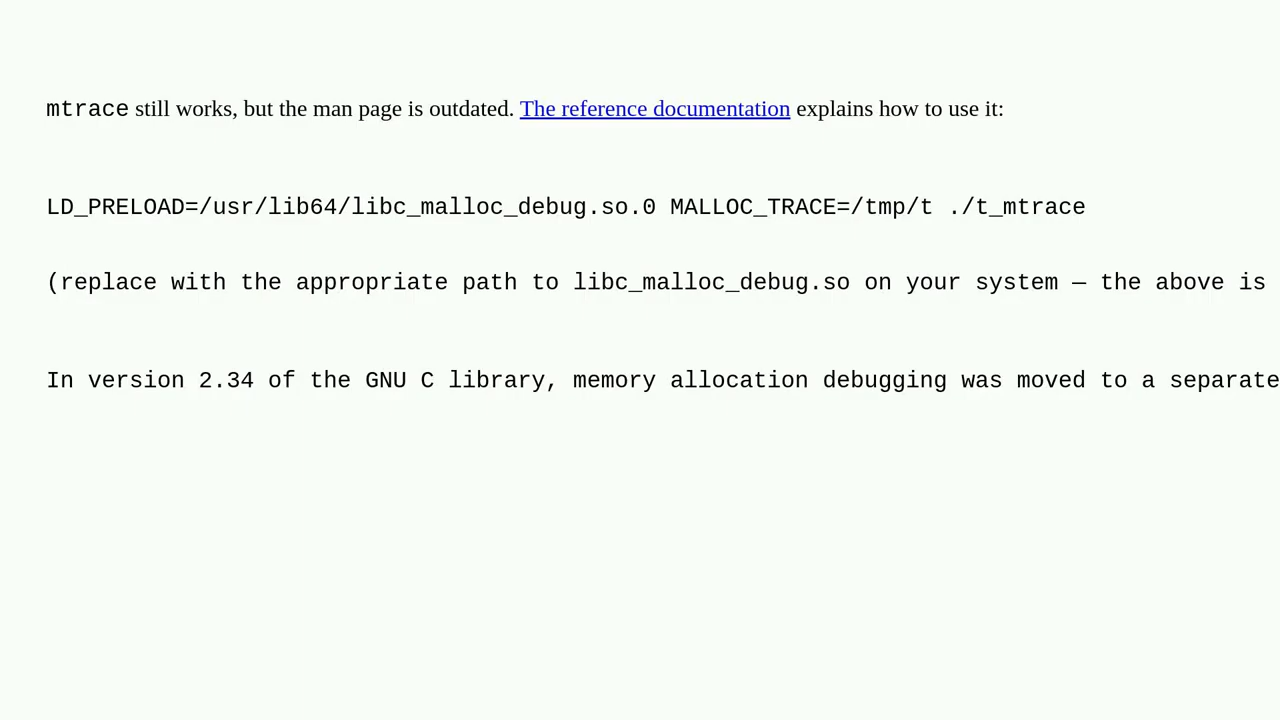 mtrace still works, but the man page is outdated. The reference documentation explains how to use it:
LD_PRELOAD=/usr/lib64/libc_malloc_debug.so.0 MALLOC_TRACE=/tmp/t ./t_mtrace
(replace with the appropriate path to libc_malloc_debug.so on your system — the above is
In version 2.34 of the GNU C library, memory allocation debugging was moved to a separate